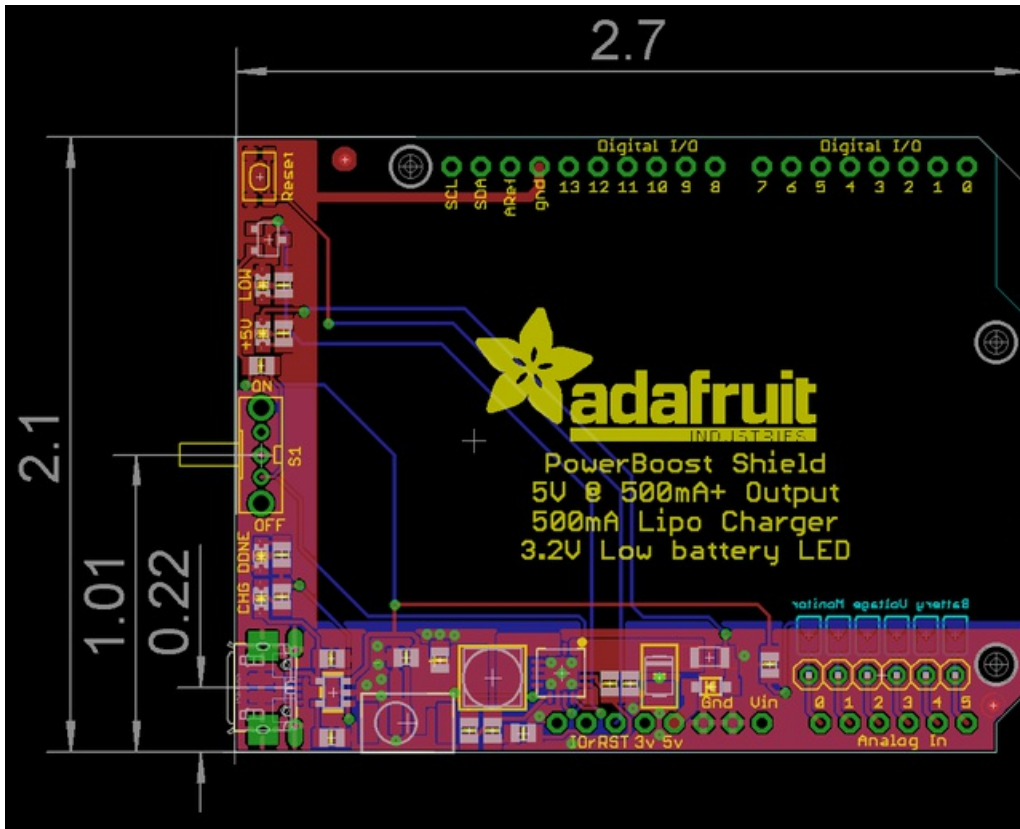 2.7
2.1
1.01
0.22
Digital I/O
Digital I/O
SCL
SDA
ARef
gnd
13 12 11 10 9 8
7 6 5 4 3 2 1 0
Reset
LOW
+5V
ON
S1
OFF
DONE
CHG
adafruit
INDUSTRIES
PowerBoost Shield
5V @ 500mA+ Output
500mA Lipo Charger
3.2V Low battery LED
Battery Voltage Monitor
0 1 2 3 4 5
Gnd Vin
IOrRST 3v 5v
Analog In